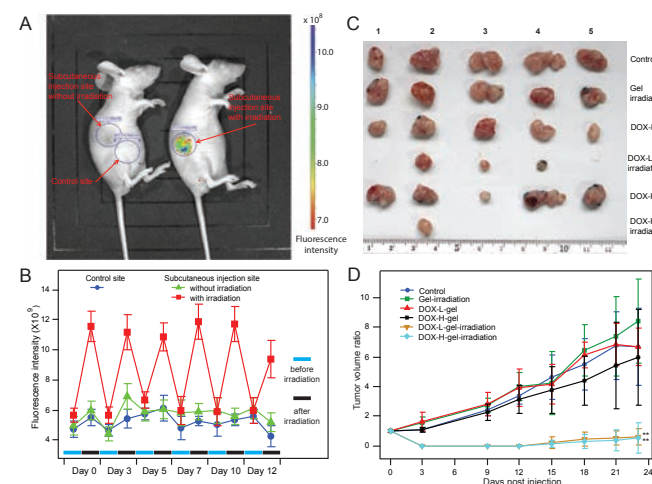 A
Subcutaneous
injection site
without irradiation
Control site
Subcutaneous
injection site
with irradiation
x 10⁸
10.0
9.0
8.0
7.0
Fluorescence
intensity
C
1 2 3 4 5
Contro
Gel
irradia
DOX-L
DOX-L
irradia
DOX-H
DOX-H
irradia
B
Control site
Subcutaneous injection site
without irradiation
with irradiation
Fluorescence intensity (X10⁹)
12
10
8
6
4
before
irradiation
after
irradiation
Day 0 Day 3 Day 5 Day 7 Day 10 Day 12
D
Control
Gel-irradiation
DOX-L-gel
DOX-H-gel
DOX-L-gel-irradiation
DOX-H-gel-irradiation
Tumor volume ratio
10
8
6
4
2
0
**
**
0 3 6 9 12 15 18 21 24
Days post injection